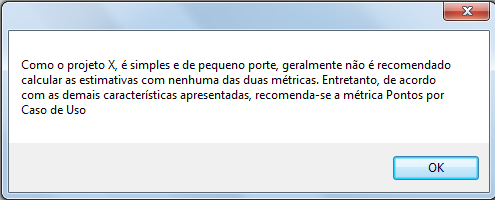 Como o projeto X, é simples e de pequeno porte, geralmente não é recomendado
calcular as estimativas com nenhuma das duas métricas. Entretanto, de acordo
com as demais características apresentadas, recomenda-se a métrica Pontos por
Caso de Uso
OK